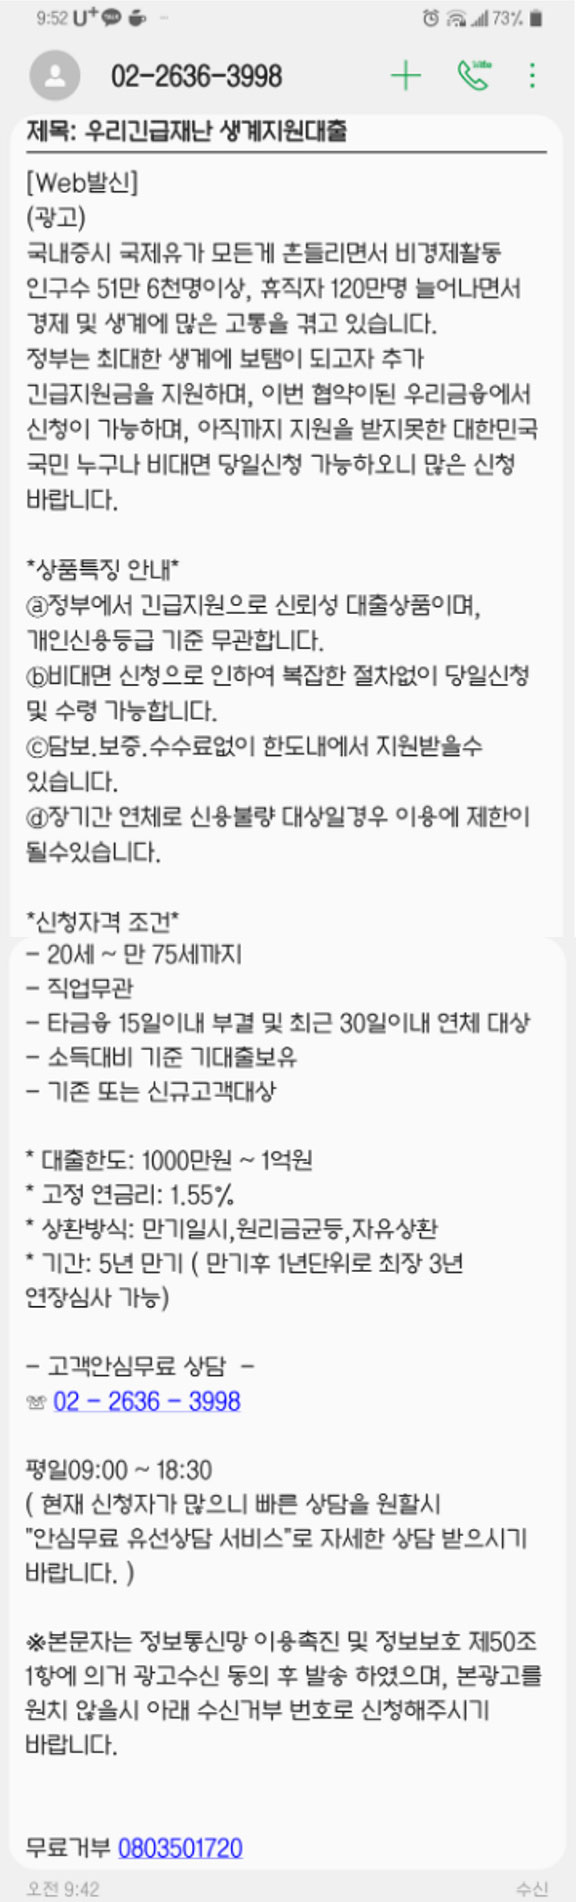 9:52 U+ 73%
02-2636-3998
제목: 우리긴급재난 생계지원대출
[Web발신]
(광고)
국내증시 국제유가 모든게 흔들리면서 비경제활동
인구수 51만 6천명이상, 휴직자 120만명 늘어나면서
경제 및 생계에 많은 고통을 겪고 있습니다.
정부는 최대한 생계에 보탬이 되고자 추가
긴급지원금을 지원하며, 이번 협약이된 우리금융에서
신청이 가능하며, 아직까지 지원을 받지못한 대한민국
국민 누구나 비대면 당일신청 가능하오니 많은 신청
바랍니다.
*상품특징 안내*
ⓐ정부에서 긴급지원으로 신뢰성 대출상품이며,
개인신용등급 기준 무관합니다.
ⓑ비대면 신청으로 인하여 복잡한 절차없이 당일신청
및 수령 가능합니다.
ⓒ담보.보증.수수료없이 한도내에서 지원받을수
있습니다.
ⓓ장기간 연체로 신용불량 대상일경우 이용에 제한이
될수있습니다.
*신청자격 조건*
- 20세 ~ 만 75세까지
- 직업무관
- 타금융 15일이내 부결 및 최근 30일이내 연체 대상
- 소득대비 기준 기대출보유
- 기존 또는 신규고객대상
* 대출한도: 1000만원 ~ 1억원
* 고정 연금리: 1.55%
* 상환방식: 만기일시,원리금균등,자유상환
* 기간: 5년 만기 ( 만기후 1년단위로 최장 3년
연장심사 가능)
- 고객안심무료 상담 -
☏ 02 - 2636 - 3998
평일09:00 ~ 18:30
( 현재 신청자가 많으니 빠른 상담을 원할시
"안심무료 유선상담 서비스"로 자세한 상담 받으시기
바랍니다. )
※본문자는 정보통신망 이용촉진 및 정보보호 제50조
1항에 의거 광고수신 동의 후 발송 하였으며, 본광고를
원치 않을시 아래 수신거부 번호로 신청해주시기
바랍니다.
무료거부 0803501720
오전 9:42 수신